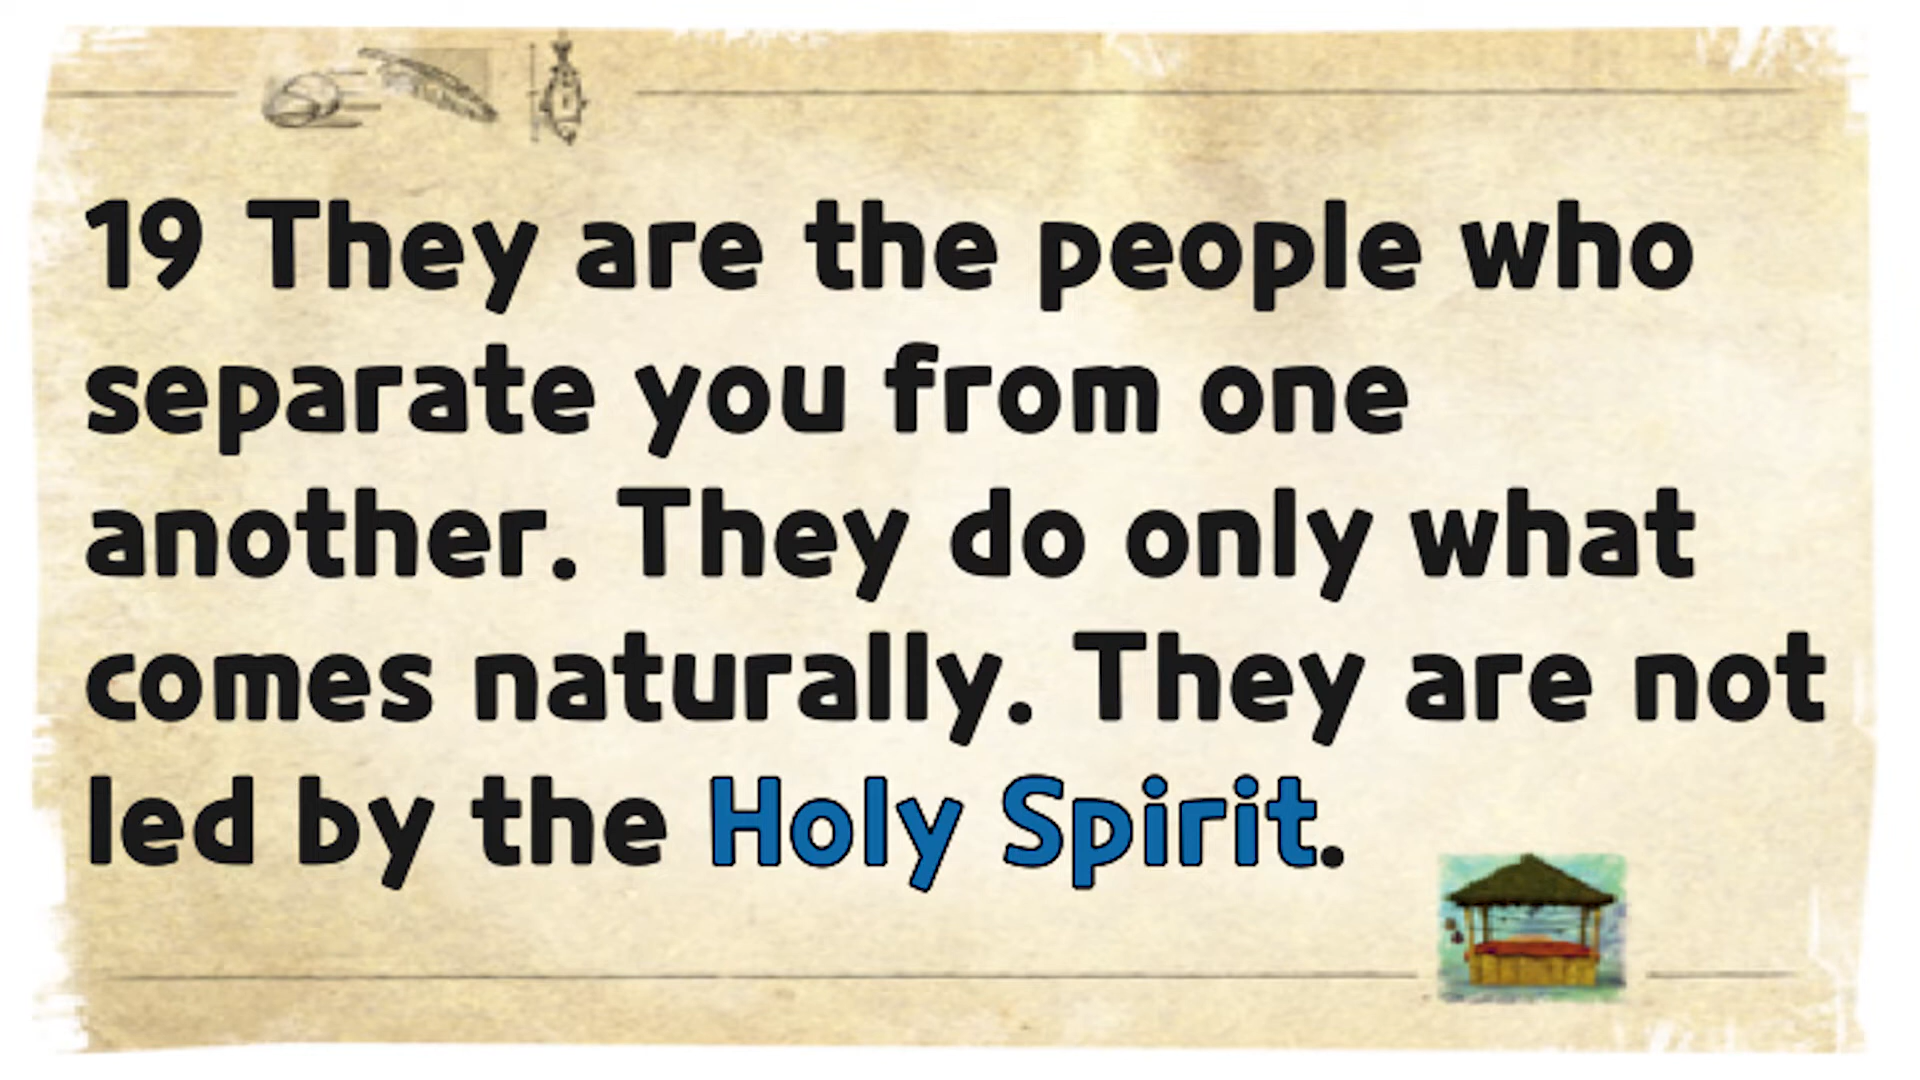 19 They are the people who
separate you from one
another. They do only what
comes naturally. They are not
led by the Holy Spirit.